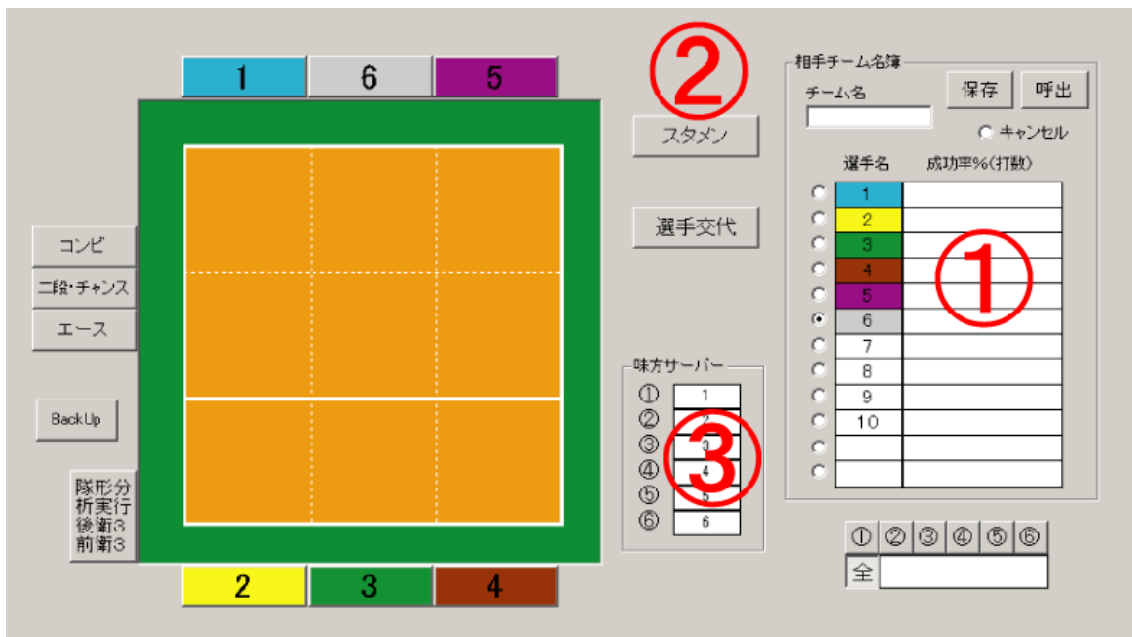 1 6 5
②
スタメン
選手交代
コンビ
二段・チャンス
エース
BackUp
隊形分
析実行
後衛3
前衛3
2 3 4
味方サーバー
① 1
② 2
③ 3
④ 4
⑤ 5
⑥ 6
③
相手チーム名簿
チーム名
保存 呼出
キャンセル
選手名 成功率%(打数)
1
2
3
4
5
6
7
8
9
10
①
① ② ③ ④ ⑤ ⑥
全